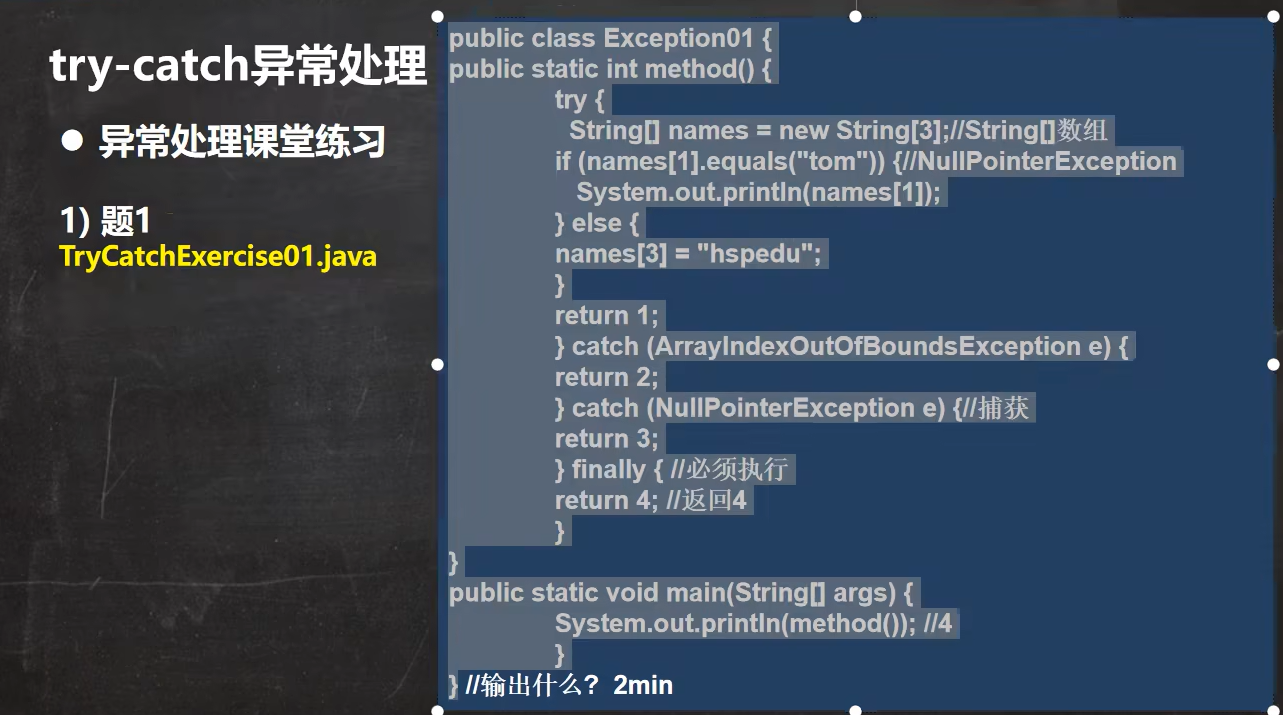 try-catch异常处理
● 异常处理课堂练习
1) 题1
TryCatchExercise01.java
public class Exception01 {
public static int method() {
try {
String[] names = new String[3];//String[]数组
if (names[1].equals("tom")) {//NullPointerException
System.out.println(names[1]);
} else {
names[3] = "hspedu";
}
return 1;
} catch (ArrayIndexOutOfBoundsException e) {
return 2;
} catch (NullPointerException e) {//捕获
return 3;
} finally { //必须执行
return 4; //返回4
}
}
public static void main(String[] args) {
System.out.println(method()); //4
}
} //输出什么? 2min